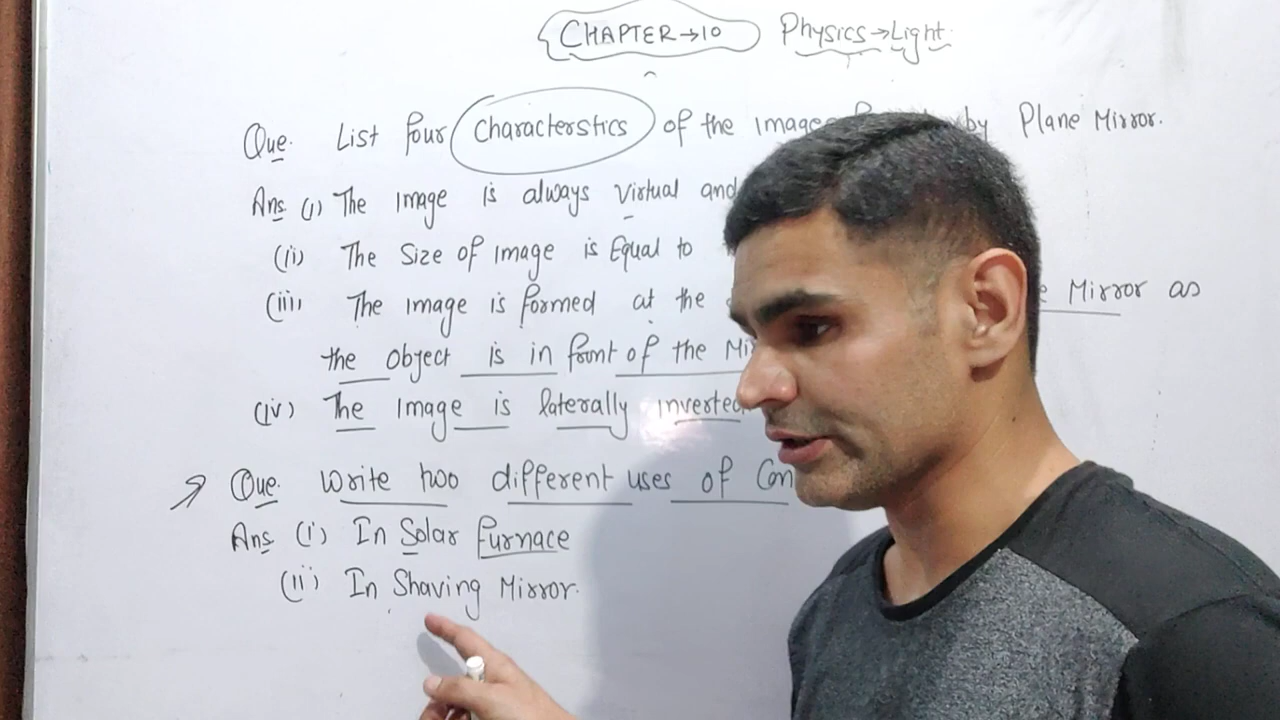 CHAPTER→10 Physics→Light
Que. List four Characterstics of the Image by Plane Mirror.
Ans (i) The Image is always Virtual and
(ii) The Size of Image is Equal to
(iii) The Image is formed at the Mirror as
the object is in front of the
(iv) The Image is laterally inverted
Que. Write two different uses of
Ans (i) In Solar Furnace
(ii) In Shaving Mirror.